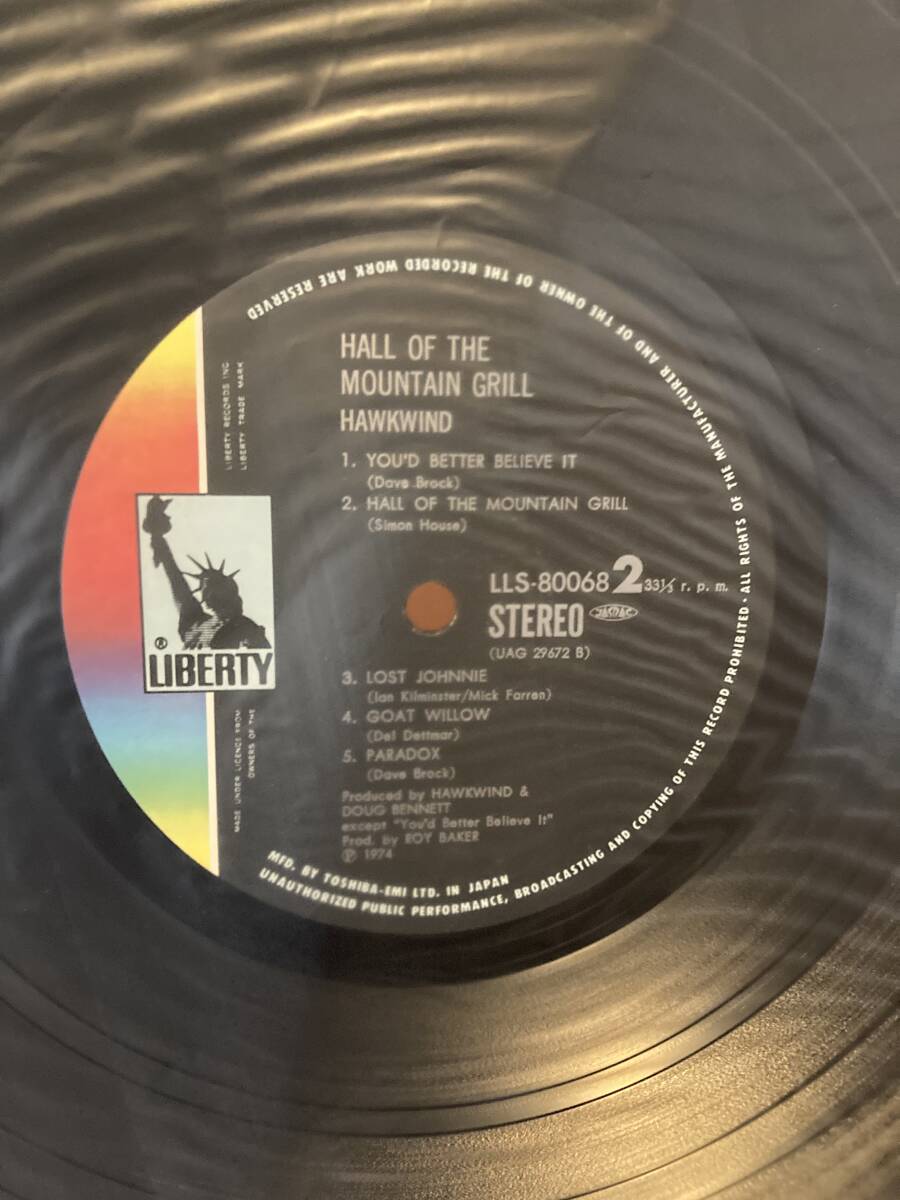 HALL OF THE
MOUNTAIN GRILL
HAWKWIND
1. YOU'D BETTER BELIEVE IT
(Dave Brock)
2. HALL OF THE MOUNTAIN GRILL
(Simon House)
LLS-80068 2 33⅓ r. p. m.
STEREO JASRAC
(UAG 29672 B)
3. LOST JOHNNIE
(Ian Kilminster/Mick Farren)
4. GOAT WILLOW
(Del Dettmar)
5. PARADOX
(Dave Brock)
Produced by HAWKWIND &
DOUG BENNETT
except "You'd Better Believe It"
Prod. by ROY BAKER
℗ 1974
LIBERTY RECORDS INC
LIBERTY TRADE MARK
® LIBERTY
MADE UNDER LICENCE FROM
OWNERS OF THE
MFD. BY TOSHIBA-EMI LTD. IN JAPAN
UNAUTHORIZED PUBLIC PERFORMANCE, BROADCASTING AND COPYING OF THIS RECORD PROHIBITED · ALL RIGHTS OF THE MANUFACTURER AND OF THE OWNER OF THE RECORDED WORK ARE RESERVED